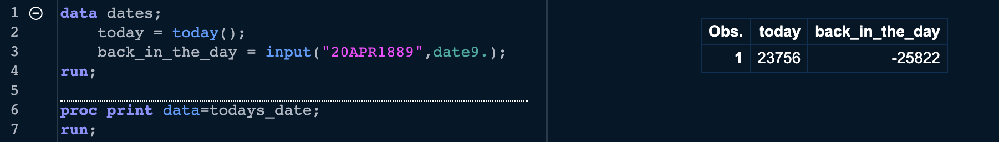 1 data dates;
2 today = today();
3 back_in_the_day = input("20APR1889",date9.);
4 run;
5
6 proc print data=todays_date;
7 run;
Obs. today back_in_the_day
1 23756 -25822